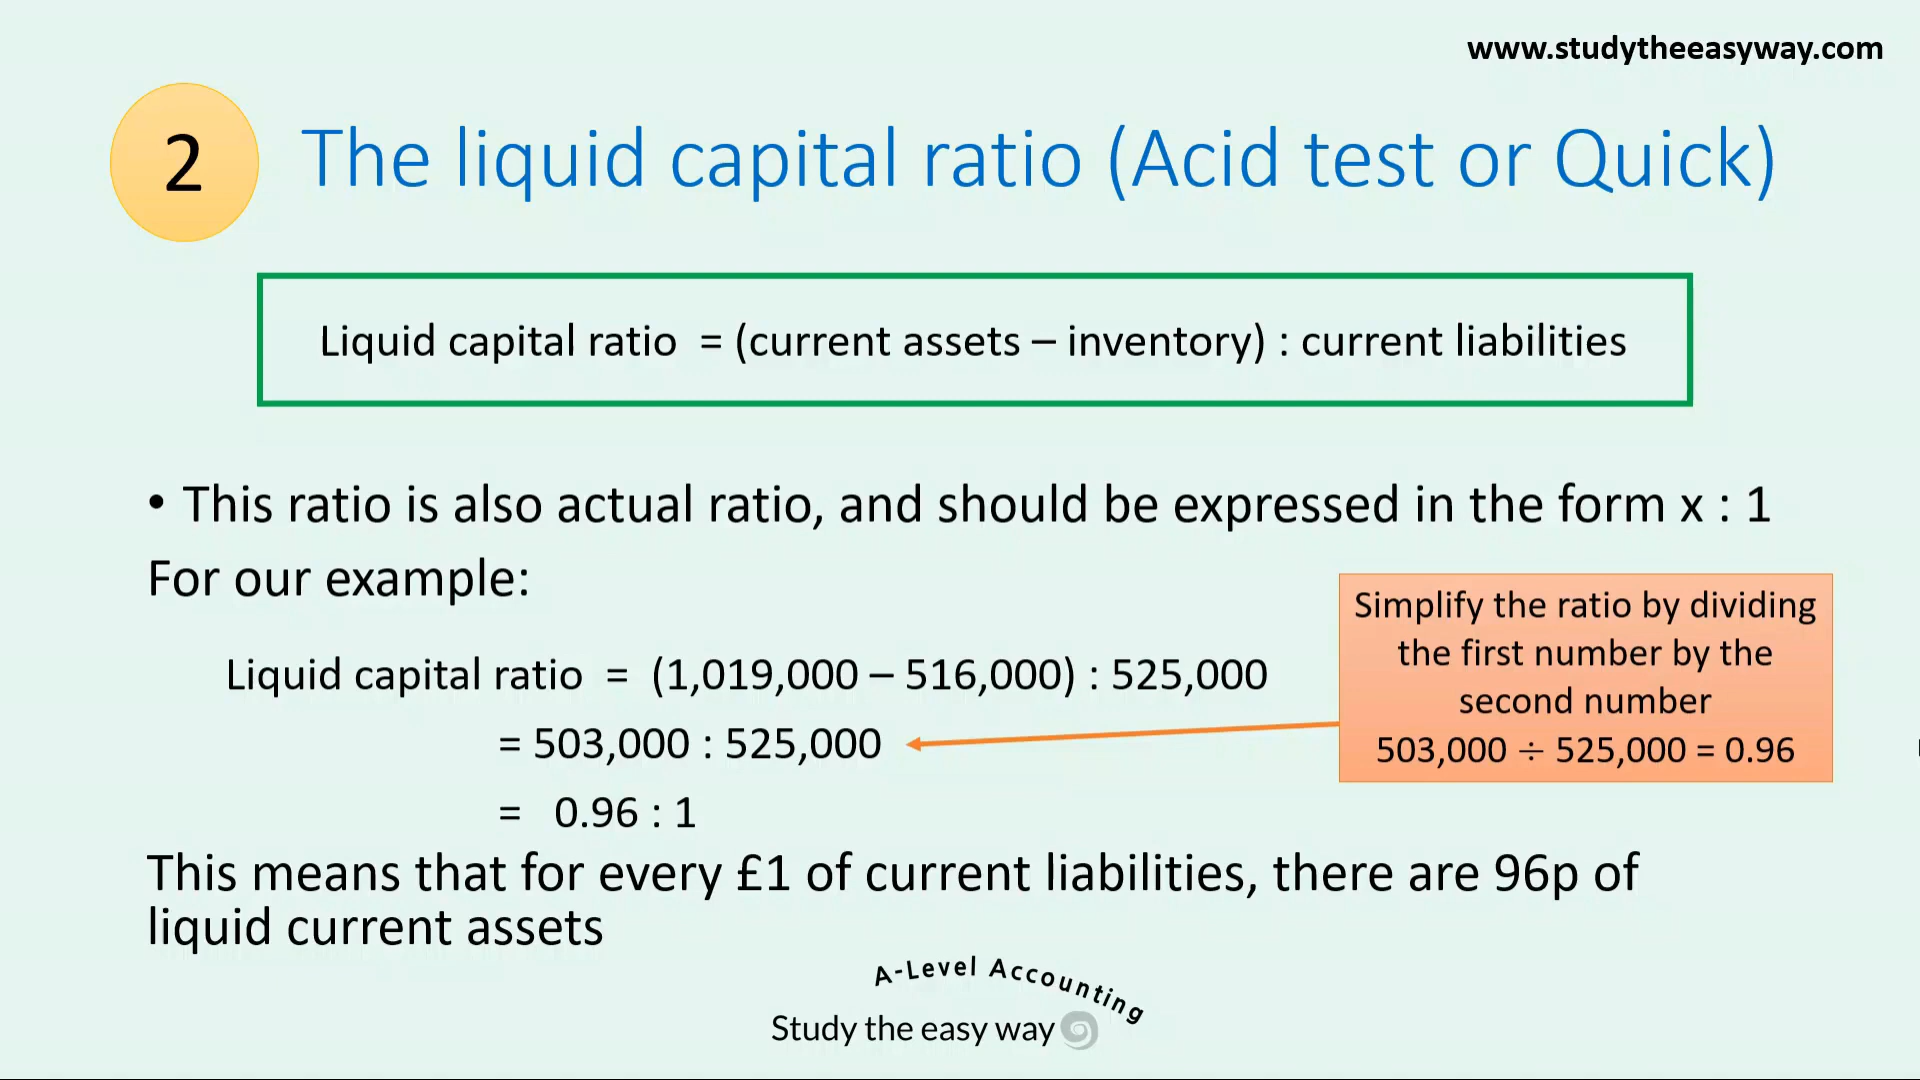 www.studytheeasyway.com
2
The liquid capital ratio (Acid test or Quick)
Liquid capital ratio = (current assets – inventory) : current liabilities
• This ratio is also actual ratio, and should be expressed in the form x : 1
For our example:
Liquid capital ratio = (1,019,000 – 516,000) : 525,000
= 503,000 : 525,000
= 0.96 : 1
Simplify the ratio by dividing
the first number by the
second number
503,000 ÷ 525,000 = 0.96
This means that for every £1 of current liabilities, there are 96p of
liquid current assets
A-Level Accounting
Study the easy way